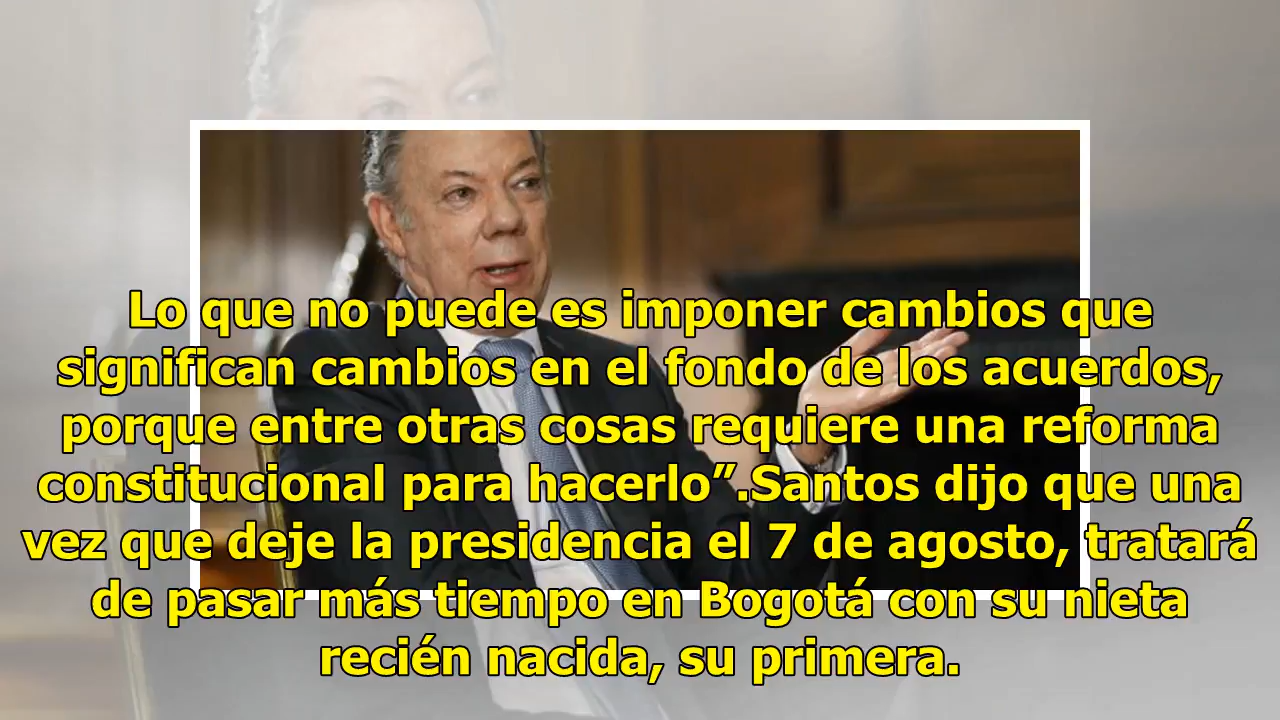 Lo que no puede es imponer cambios que
significan cambios en el fondo de los acuerdos,
porque entre otras cosas requiere una reforma
constitucional para hacerlo”.Santos dijo que una
vez que deje la presidencia el 7 de agosto, tratará
de pasar más tiempo en Bogotá con su nieta
recién nacida, su primera.